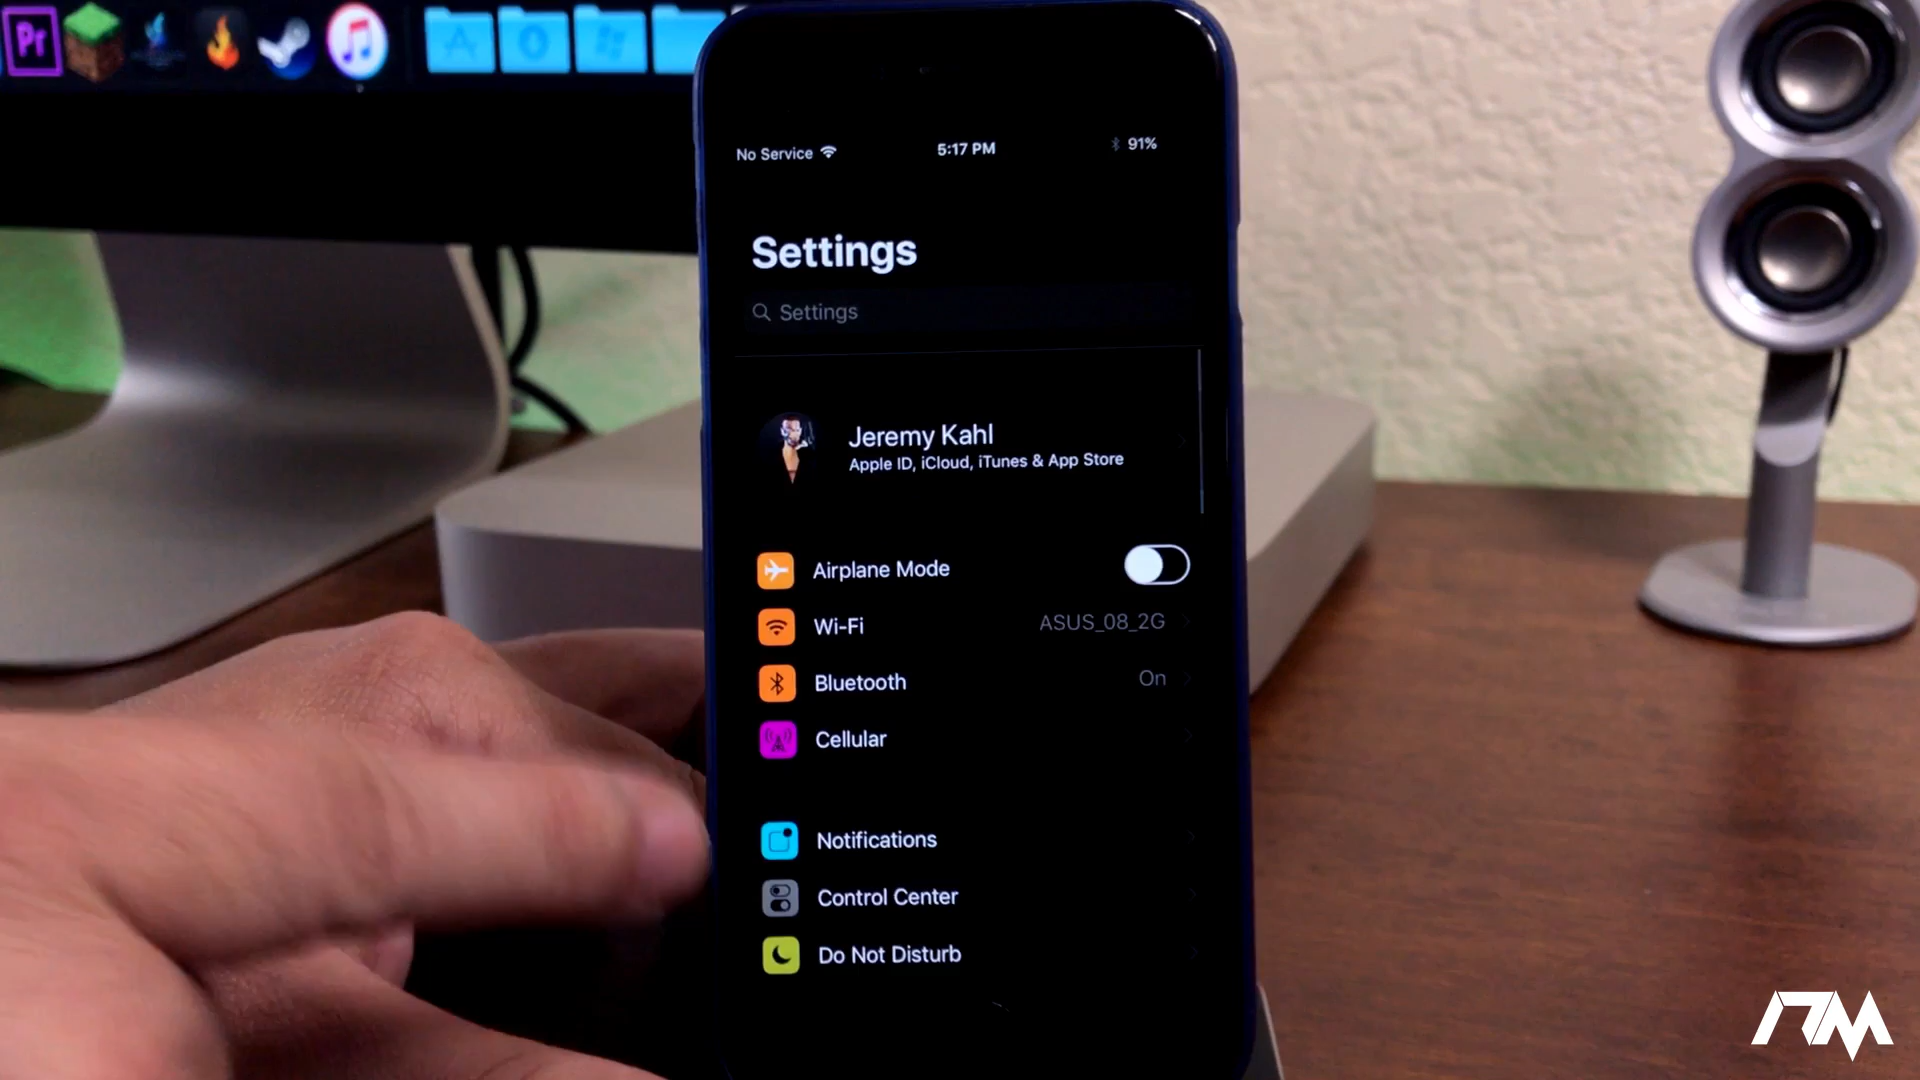 Pr
No Service
5:17 PM
91%
Settings
Settings
Jeremy Kahl
Apple ID, iCloud, iTunes & App Store
Airplane Mode
Wi-Fi
ASUS_08_2G
Bluetooth
On
Cellular
Notifications
Control Center
Do Not Disturb